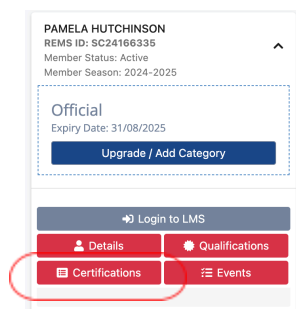 PAMELA HUTCHINSON
REMS ID: SC24166335
Member Status: Active
Member Season: 2024-2025
Official
Expiry Date: 31/08/2025
Upgrade / Add Category
Login to LMS
Details
Qualifications
Certifications
Events